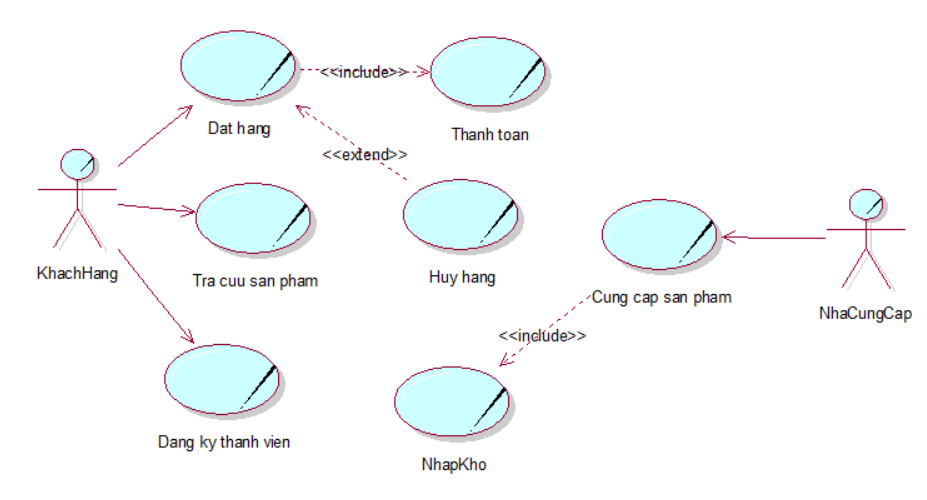 <<include>>
Dat hang
Thanh toan
<<extend>>
KhachHang
Tra cuu san pham
Huy hang
Cung cap san pham
NhaCungCap
<<include>>
Dang ky thanh vien
NhapKho